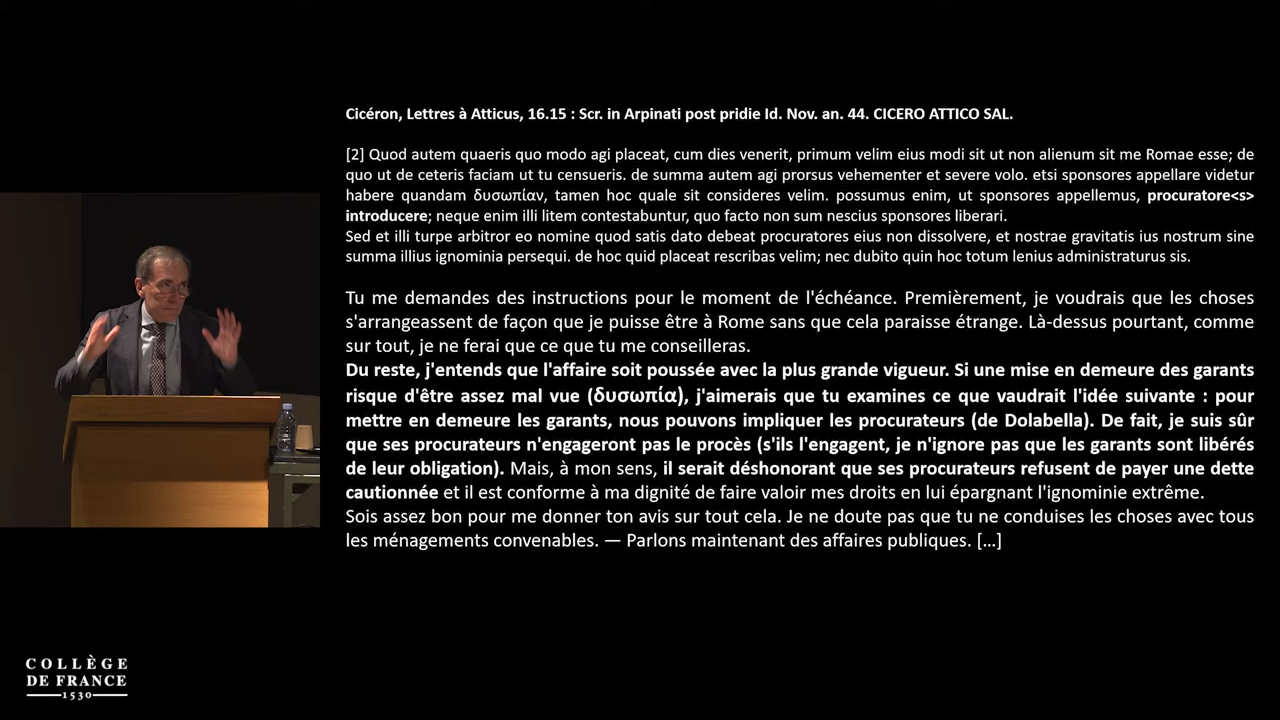 Cicéron, Lettres à Atticus, 16.15 : Scr. in Arpinati post pridie Id. Nov. an. 44. CICERO ATTICO SAL.
[2] Quod autem quaeris quo modo agi placeat, cum dies venerit, primum velim eius modi sit ut non alienum sit me Romae esse; de
quo ut de ceteris faciam ut tu censueris. de summa autem agi prorsus vehementer et severe volo. etsi sponsores appellare videtur
habere quandam δυσωπίαν, tamen hoc quale sit consideres velim. possumus enim, ut sponsores appellemus, procuratore<s>
introducere; neque enim illi litem contestabuntur, quo facto non sum nescius sponsores liberari.
Sed et illi turpe arbitror eo nomine quod satis dato debeat procuratores eius non dissolvere, et nostrae gravitatis ius nostrum sine
summa illius ignominia persequi. de hoc quid placeat rescribas velim; nec dubito quin hoc totum lenius administraturus sis.
Tu me demandes des instructions pour le moment de l'échéance. Premièrement, je voudrais que les choses
s'arrangeassent de façon que je puisse être à Rome sans que cela paraisse étrange. Là-dessus pourtant, comme
sur tout, je ne ferai que ce que tu me conseilleras.
Du reste, j'entends que l'affaire soit poussée avec la plus grande vigueur. Si une mise en demeure des garants
risque d'être assez mal vue (δυσωπία), j'aimerais que tu examines ce que vaudrait l'idée suivante : pour
mettre en demeure les garants, nous pouvons impliquer les procurateurs (de Dolabella). De fait, je suis sûr
que ses procurateurs n'engageront pas le procès (s'ils l'engagent, je n'ignore pas que les garants sont libérés
de leur obligation). Mais, à mon sens, il serait déshonorant que ses procurateurs refusent de payer une dette
cautionnée et il est conforme à ma dignité de faire valoir mes droits en lui épargnant l'ignominie extrême.
Sois assez bon pour me donner ton avis sur tout cela. Je ne doute pas que tu ne conduises les choses avec tous
les ménagements convenables. — Parlons maintenant des affaires publiques. [...]
COLLÈGE
DE FRANCE
1530